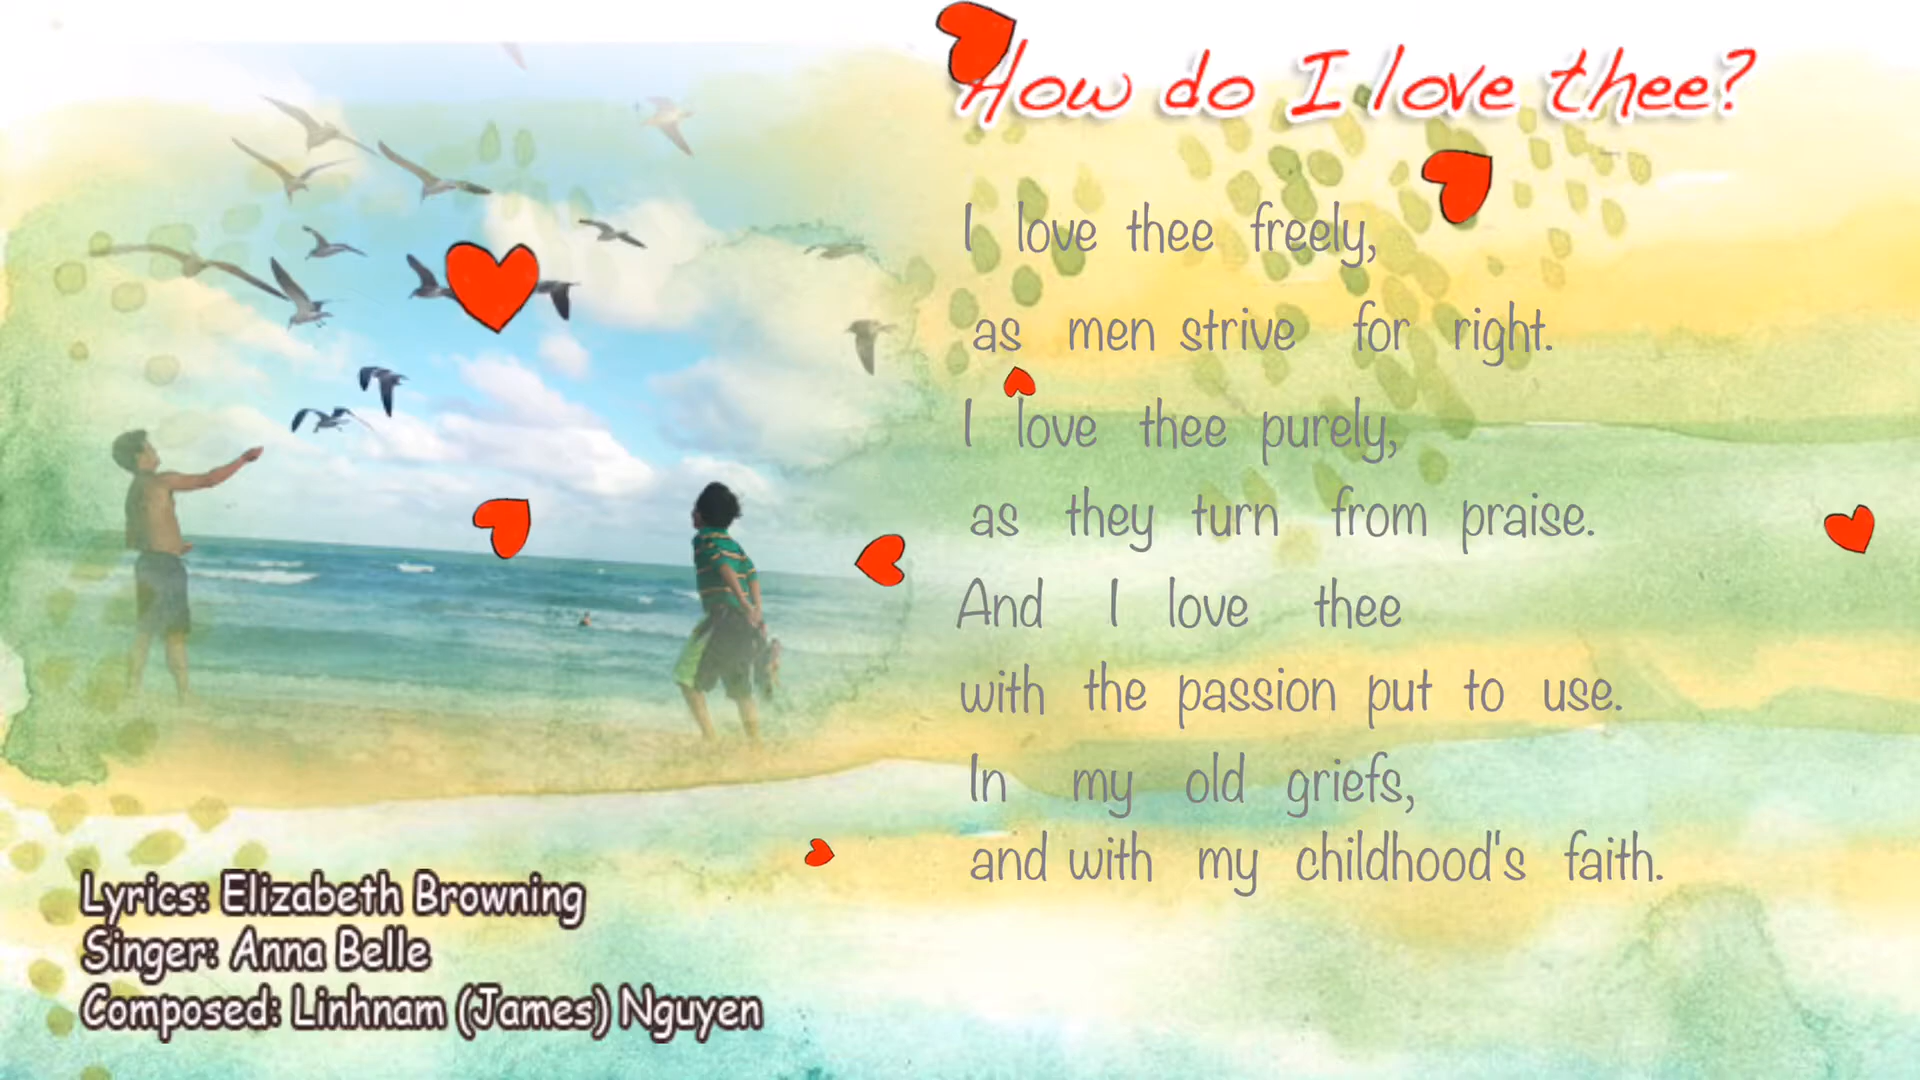 How do I love thee?
I love thee freely,
as men strive for right.
I love thee purely,
as they turn from praise.
And I love thee
with the passion put to use.
In my old griefs,
and with my childhood's faith.
Lyrics: Elizabeth Browning
Singer: Anna Belle
Composed: Linhnam (James) Nguyen